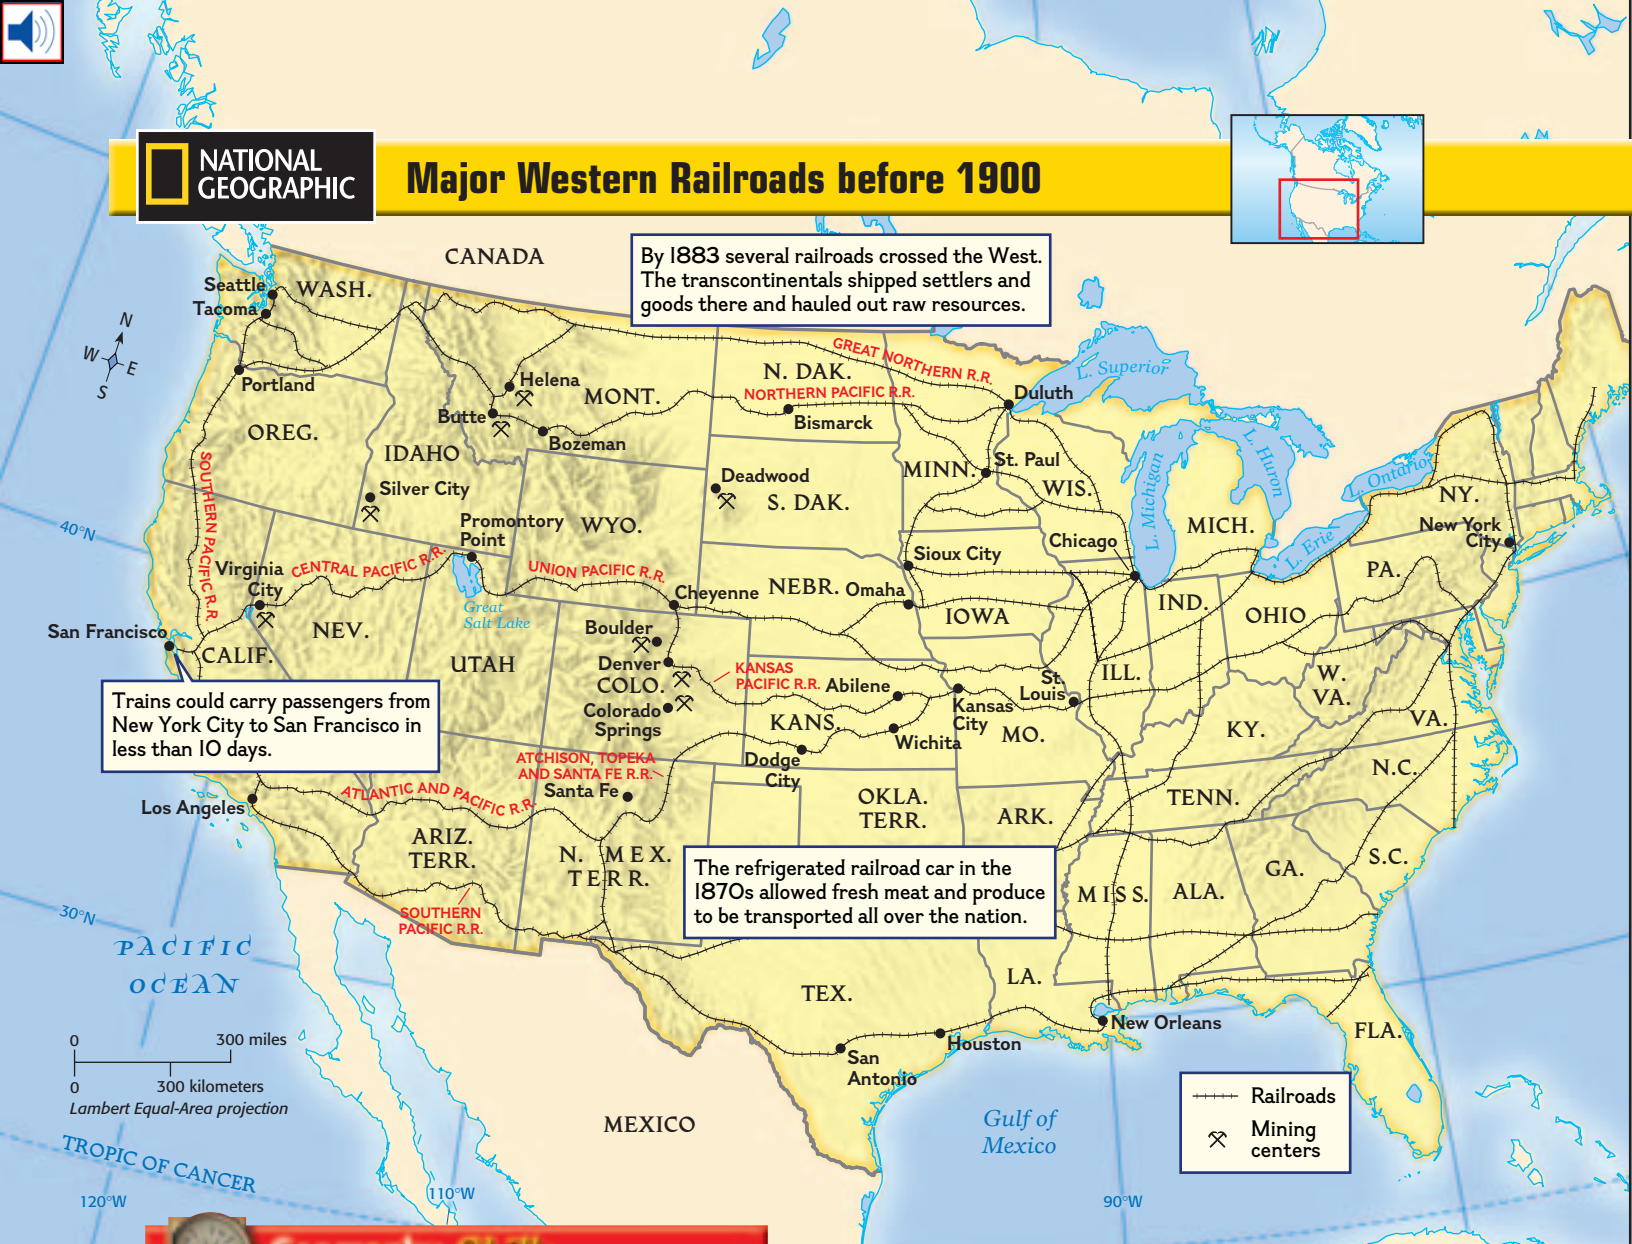 NATIONAL
GEOGRAPHIC
Major Western Railroads before 1900
CANADA
By 1883 several railroads crossed the West.
The transcontinentals shipped settlers and
goods there and hauled out raw resources.
Seattle
WASH.
Tacoma
N
W
E
S
Portland
OREG.
Helena
MONT.
Butte
Bozeman
IDAHO
Silver City
N. DAK.
GREAT NORTHERN R.R.
NORTHERN PACIFIC R.R.
Bismarck
Duluth
L. Superior
Deadwood
S. DAK.
MINN.
St. Paul
WIS.
L. Michigan
L. Huron
L. Ontario
L. Erie
MICH.
NY.
New York
City
SOUTHERN PACIFIC R.R.
40°N
Promontory
Point
WYO.
Virginia
City
CENTRAL PACIFIC R.R.
UNION PACIFIC R.R.
Great
Salt Lake
Cheyenne
NEBR.
Omaha
Sioux City
Chicago
IOWA
IND.
OHIO
PA.
San Francisco
CALIF.
NEV.
UTAH
Boulder
Denver
COLO.
Colorado
Springs
KANSAS
PACIFIC R.R.
Abilene
KANS.
Kansas
City
Wichita
Dodge
City
St.
Louis
MO.
ILL.
KY.
W.
VA.
VA.
Trains could carry passengers from
New York City to San Francisco in
less than 10 days.
Los Angeles
ATLANTIC AND PACIFIC R.R.
ATCHISON, TOPEKA
AND SANTA FE R.R.
Santa Fe
ARIZ.
TERR.
N. MEX.
TERR.
OKLA.
TERR.
ARK.
TENN.
N.C.
S.C.
GA.
ALA.
MISS.
The refrigerated railroad car in the
1870s allowed fresh meat and produce
to be transported all over the nation.
SOUTHERN
PACIFIC R.R.
30°N
PACIFIC
OCEAN
TEX.
LA.
New Orleans
Houston
San
Antonio
FLA.
0
300 miles
0
300 kilometers
Lambert Equal-Area projection
MEXICO
Gulf of
Mexico
Railroads
Mining
centers
TROPIC OF CANCER
120°W
110°W
90°W